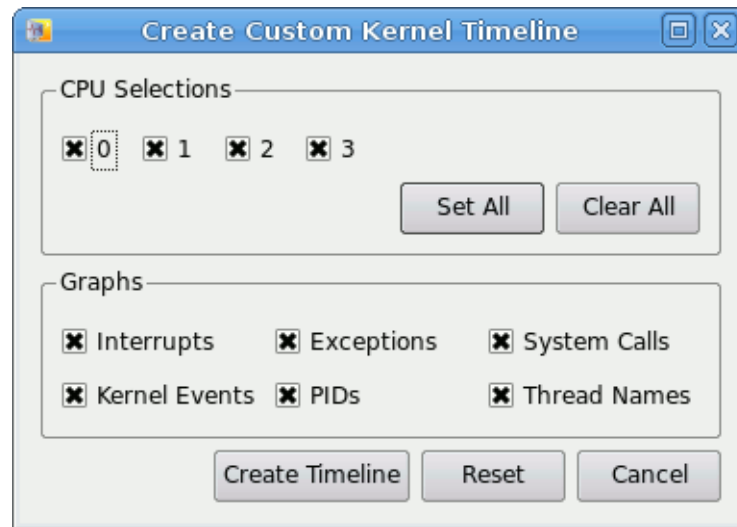 Create Custom Kernel Timeline
CPU Selections
0 1 2 3
Set All Clear All
Graphs
Interrupts Exceptions System Calls
Kernel Events PIDs Thread Names
Create Timeline Reset Cancel